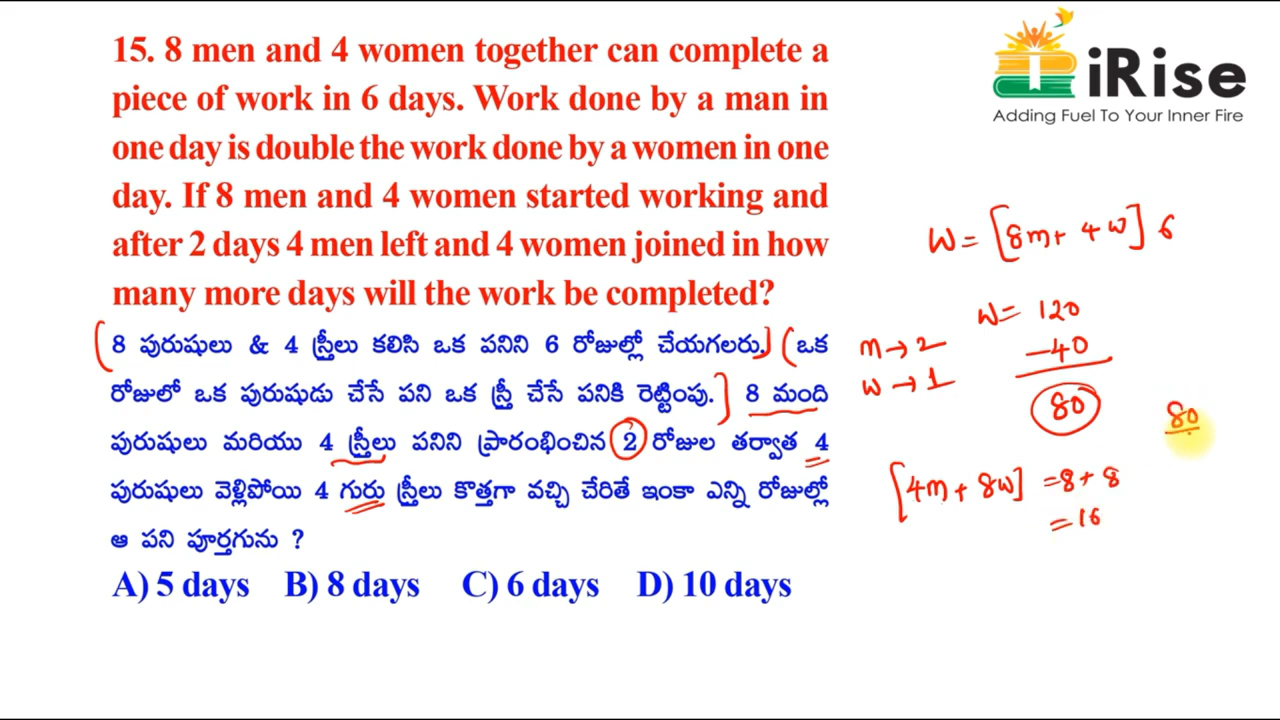 15. 8 men and 4 women together can complete a
piece of work in 6 days. Work done by a man in
one day is double the work done by a women in one
day. If 8 men and 4 women started working and
after 2 days 4 men left and 4 women joined in how
many more days will the work be completed?
8 పురుషులు & 4 స్త్రీలు కలిసి ఒక పనిని 6 రోజుల్లో చేయగలరు. ఒక
రోజులో ఒక పురుషుడు చేసే పని ఒక స్త్రీ చేసే పనికి రెట్టింపు. 8 మంది
పురుషులు మరియు 4 స్త్రీలు పనిని ప్రారంభించిన 2 రోజుల తర్వాత 4
పురుషులు వెళ్లిపోయి 4 గురు స్త్రీలు కొత్తగా వచ్చి చేరితే ఇంకా ఎన్ని రోజుల్లో
ఆ పని పూర్తగును ?
A) 5 days B) 8 days C) 6 days D) 10 days
iRise
Adding Fuel To Your Inner Fire
W = [8m + 4w] 6
m → 2
w → 1
W = 120
- 40
80
80
[4m + 8w] = 8 + 8
= 16